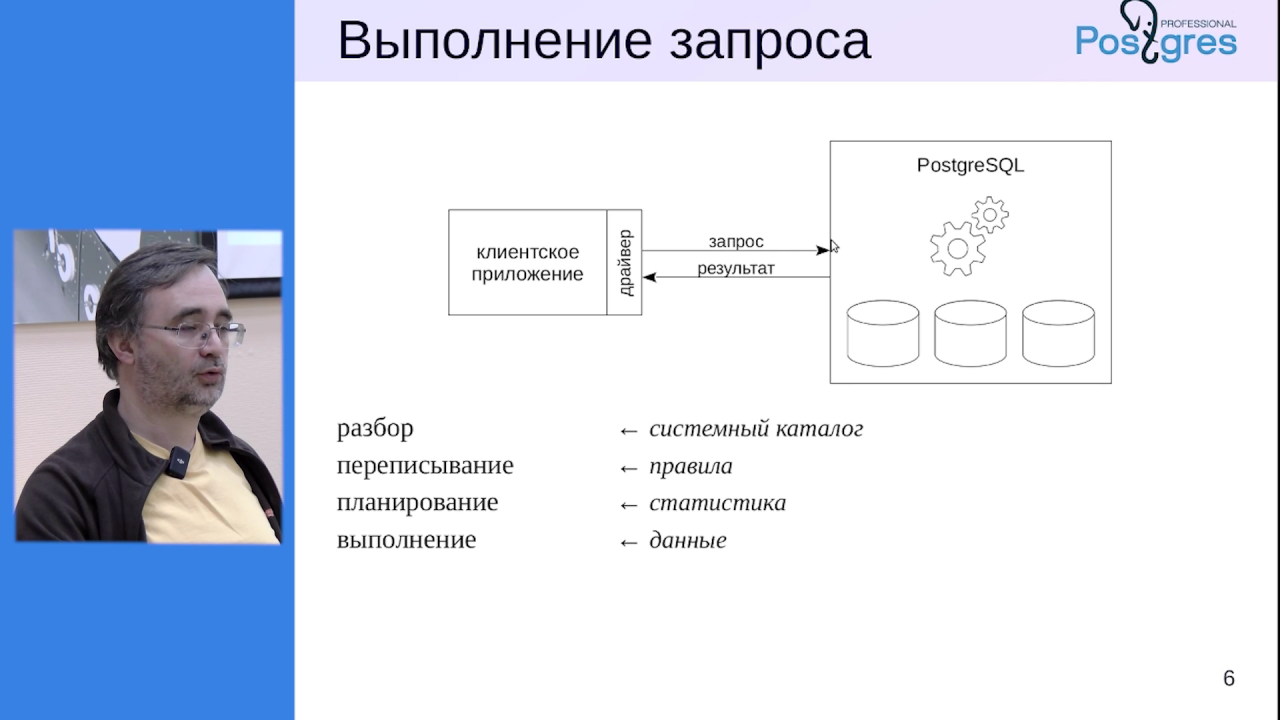 Выполнение запроса
PROFESSIONAL
Postgres
PostgreSQL
клиентское
приложение
драйвер
запрос
результат
разбор ← системный каталог
переписывание ← правила
планирование ← статистика
выполнение ← данные
6